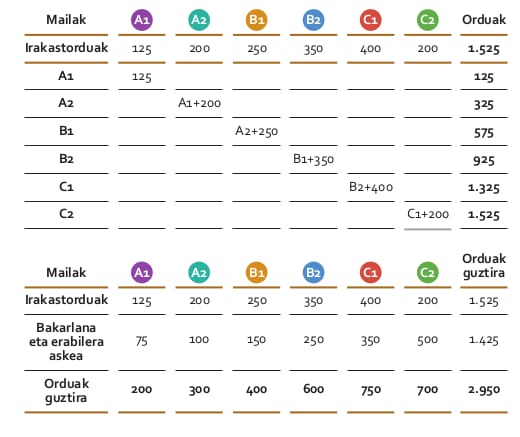 Mailak A1 A2 B1 B2 C1 C2 Orduak
Irakastorduak 125 200 250 350 400 200 1.525
A1 125 125
A2 A1+200 325
B1 A2+250 575
B2 B1+350 925
C1 B2+400 1.325
C2 C1+200 1.525
Mailak A1 A2 B1 B2 C1 C2 Orduak guztira
Irakastorduak 125 200 250 350 400 200 1.525
Bakarlana
eta erabilera
askea 75 100 150 250 350 500 1.425
Orduak
guztira 200 300 400 600 750 700 2.950